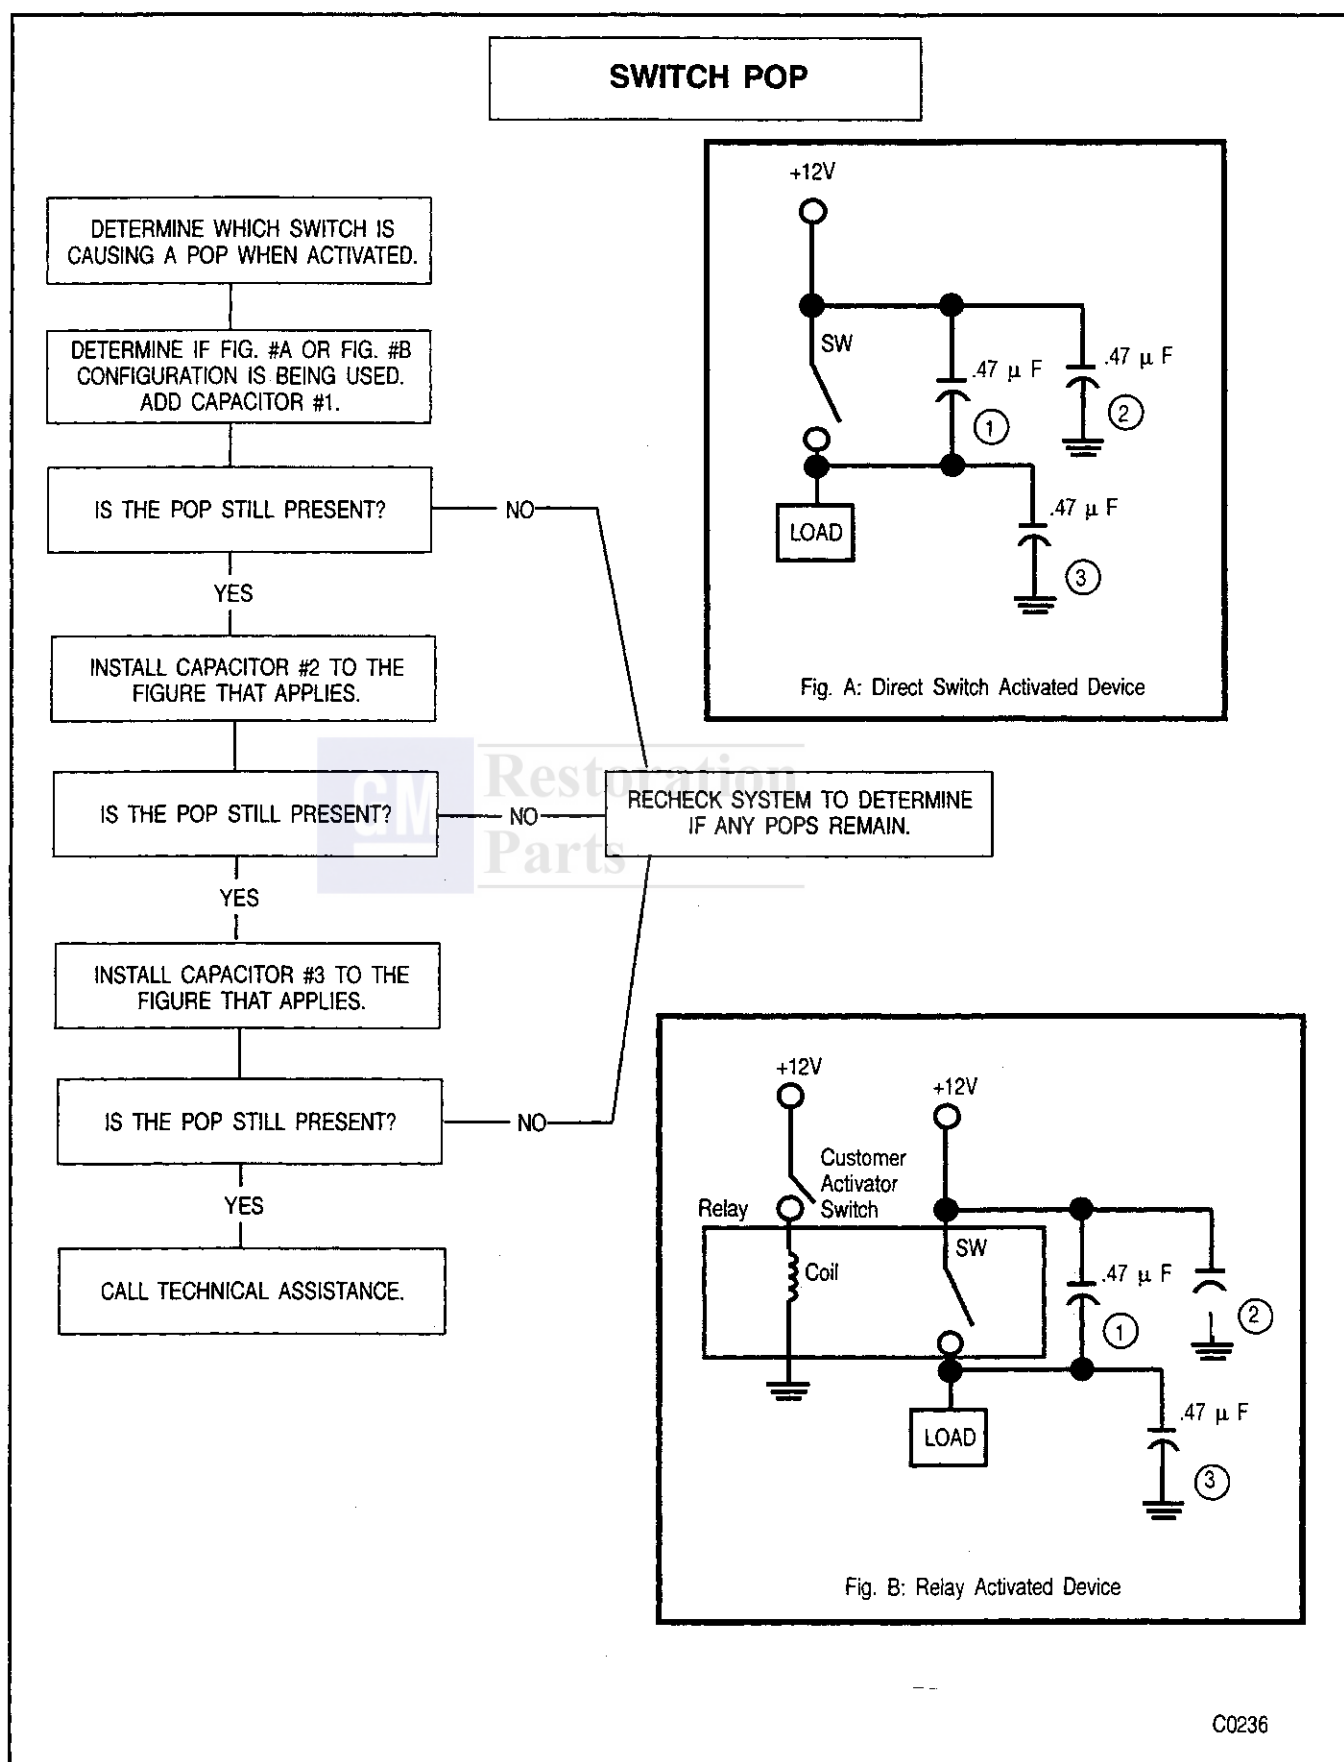 SWITCH POP
DETERMINE WHICH SWITCH IS
CAUSING A POP WHEN ACTIVATED.
DETERMINE IF FIG. #A OR FIG. #B
CONFIGURATION IS BEING USED.
ADD CAPACITOR #1.
IS THE POP STILL PRESENT?
NO
YES
INSTALL CAPACITOR #2 TO THE
FIGURE THAT APPLIES.
IS THE POP STILL PRESENT?
NO
RECHECK SYSTEM TO DETERMINE
IF ANY POPS REMAIN.
YES
INSTALL CAPACITOR #3 TO THE
FIGURE THAT APPLIES.
IS THE POP STILL PRESENT?
NO
YES
CALL TECHNICAL ASSISTANCE.
GM
Restoration
Parts
+12V
SW
.47 μ F
1
.47 μ F
2
LOAD
.47 μ F
3
Fig. A: Direct Switch Activated Device
+12V
+12V
Customer
Activator
Switch
Relay
Coil
SW
.47 μ F
1
2
LOAD
.47 μ F
3
Fig. B: Relay Activated Device
C0236